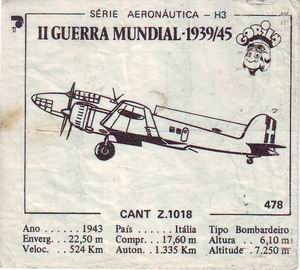 SÉRIE AERONÁUTICA – H3
II GUERRA MUNDIAL-1939/45
GORILA
478
CANT Z.1018
Ano . . . . 1943 País . . . . . Itália Tipo Bombardeiro
Enverg. . . 22,50 m Compr. . . 17,60 m Altura . . 6,10 m
Veloc. . . 524 Km Auton. . 1.335 Km Altitude . 7.250 m